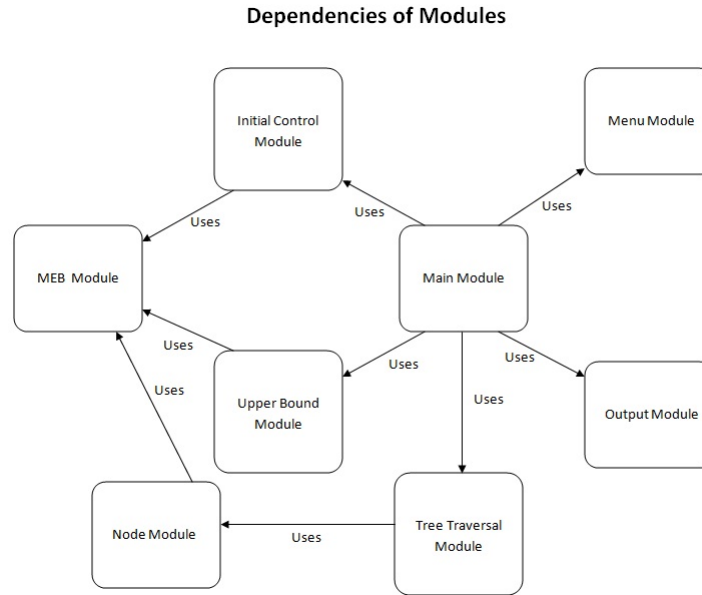 Dependencies of Modules
Initial Control
Module
Menu Module
Uses
Uses
Uses
MEB  Module
Main Module
Uses
Uses
Uses
Uses
Uses
Upper Bound
Module
Output Module
Node Module
Tree Traversal
Module
Uses